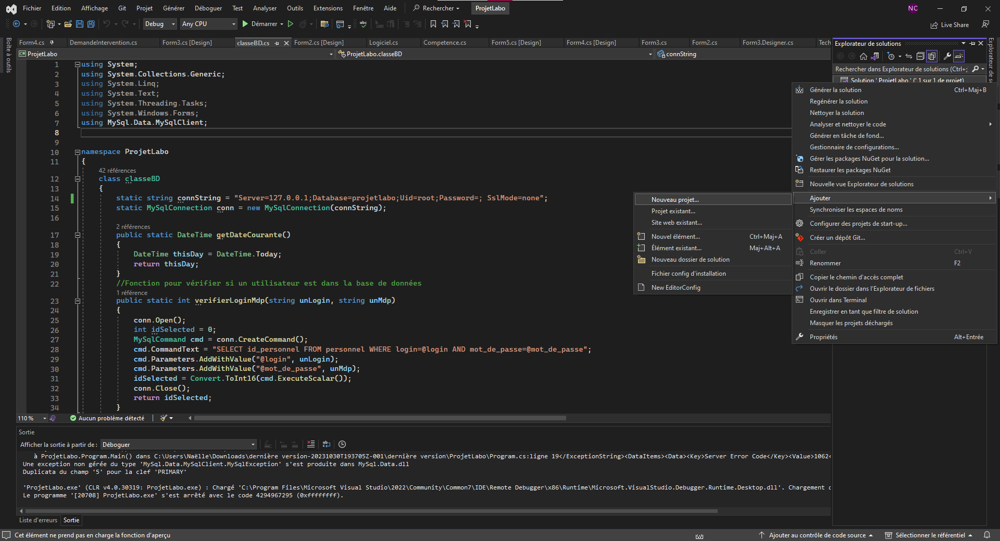 Fichier Edition Affichage Git Projet Générer Déboguer Test Analyser Outils Extensions Fenêtre Aide Rechercher ProjetLabo NC
Debug Any CPU Démarrer Live Share
Boîte à outils
Form4.cs DemandeIntervention.cs Form3.cs [Design] classeBD.cs Form2.cs [Design] Logiciel.cs Competence.cs Form5.cs [Design] Form4.cs [Design] Form3.cs Form2.cs Form3.Designer.cs Tech
ProjetLabo ProjetLabo.classeBD connString
1 using System;
2 using System.Collections.Generic;
3 using System.Linq;
4 using System.Text;
5 using System.Threading.Tasks;
6 using System.Windows.Forms;
7 using MySql.Data.MySqlClient;
8
9
10 namespace ProjetLabo
11 {
42 références
12 class classeBD
13 {
14 static string connString = "Server=127.0.0.1;Database=projetlabo;Uid=root;Password=; SslMode=none";
15 static MySqlConnection conn = new MySqlConnection(connString);
16
2 références
17 public static DateTime getDateCourante()
18 {
19 DateTime thisDay = DateTime.Today;
20 return thisDay;
21 }
22 //Fonction pour vérifier si un utilisateur est dans la base de données
1 référence
23 public static int verifierLoginMdp(string unLogin, string unMdp)
24 {
25 conn.Open();
26 int idSelected = 0;
27 MySqlCommand cmd = conn.CreateCommand();
28 cmd.CommandText = "SELECT id_personnel FROM personnel WHERE login=@login AND mot_de_passe=@mot_de_passe";
29 cmd.Parameters.AddWithValue("@login", unLogin);
30 cmd.Parameters.AddWithValue("@mot_de_passe", unMdp);
31 idSelected = Convert.ToInt16(cmd.ExecuteScalar());
32 conn.Close();
33 return idSelected;
34 }
110 % Aucun problème détecté
Explorateur de solutions
Rechercher dans Explorateur de solutions (Ctrl+;
Solution ' ProjetLabo ' (' 1 sur 1 de projet)
Explorateur de s
Générer la solution Ctrl+Maj+B
Regénérer la solution
Nettoyer la solution
Analyser et nettoyer le code
Générer en tâche de fond...
Gestionnaire de configurations...
Gérer les packages NuGet pour la solution...
Restaurer les packages NuGet
Nouvelle vue Explorateur de solutions
Ajouter
Synchroniser les espaces de noms
Configurer des projets de start-up...
Créer un dépôt Git...
Coller Ctrl+V
Renommer F2
Copier le chemin d'accès complet
Ouvrir le dossier dans l'Explorateur de fichiers
Ouvrir dans Terminal
Enregistrer en tant que filtre de solution
Masquer les projets déchargés
Propriétés Alt+Entrée
Nouveau projet...
Projet existant...
Site web existant...
Nouvel élément... Ctrl+Maj+A
Élément existant... Maj+Alt+A
Nouveau dossier de solution
Fichier config d'installation
New EditorConfig
Sortie
Afficher la sortie à partir de : Déboguer
à ProjetLabo.Program.Main() dans C:\Users\Naëlle\Downloads\dernière version-20231030T193705Z-001\dernière version\ProjetLabo\Program.cs:ligne 19</ExceptionString><DataItems><Data><Key>Server Error Code</Key><Value>1062<
Une exception non gérée du type 'MySql.Data.MySqlClient.MySqlException' s'est produite dans MySql.Data.dll
Duplicata du champ '5' pour la clef 'PRIMARY'
'ProjetLabo.exe' (CLR v4.0.30319: ProjetLabo.exe) : Chargé 'C:\Program Files\Microsoft Visual Studio\2022\Community\Common7\IDE\Remote Debugger\x86\Runtime\Microsoft.VisualStudio.Debugger.Runtime.Desktop.dll'. Chargement d
Le programme '[20708] ProjetLabo.exe' s'est arrêté avec le code 4294967295 (0xffffffff).
Liste d'erreurs Sortie
Cet élément ne prend pas en charge la fonction d'aperçu Ajouter au contrôle de code source Sélectionner le référentiel